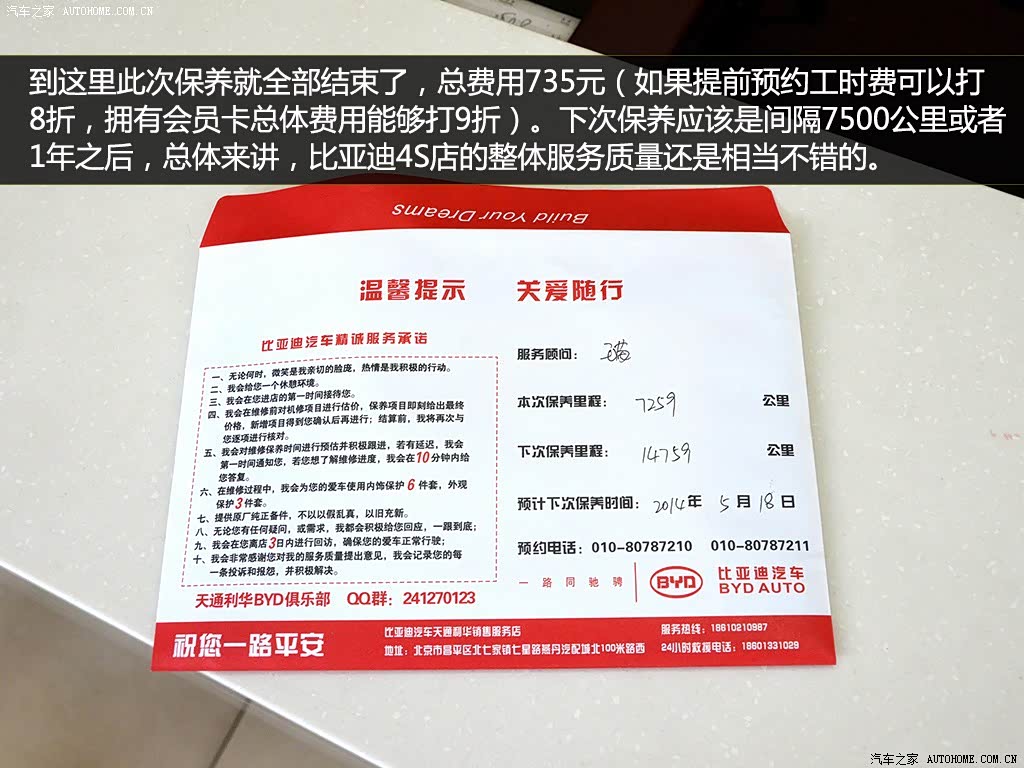 汽车之家 AUTOHOME.COM.CN
到这里此次保养就全部结束了，总费用735元（如果提前预约工时费可以打
8折，拥有会员卡总体费用能够打9折）。下次保养应该是间隔7500公里或者
1年之后，总体来讲，比亚迪4S店的整体服务质量还是相当不错的。
Build Your Dreams
温馨提示 关爱随行
比亚迪汽车精诚服务承诺
一、无论何时，微笑是我亲切的脸庞，热情是我积极的行动。
二、我会给您一个休憩环境。
三、我会在您进店的第一时间接待您。
四、我会在维修前对机修项目进行估价，保养项目即刻给出最终
价格，新增项目得到您确认后再进行；结算前，我将再次与
您逐项进行核对。
五、我会对维修保养时间进行预估并积极跟进，若有延迟，我会
第一时间通知您，若您想了解维修进度，我会在10分钟内给
您答复。
六、在维修过程中，我会为您的爱车使用内饰保护6件套，外观
保护3件套。
七、提供原厂纯正备件，不以以假乱真，以旧充新。
八、无论您有任何疑问，或需求，我都会积极给您回应，一跟到底；
九、我会在您离店3日内进行回访，确保您的爱车正常行驶；
十、我会非常感谢您对我的服务质量提出意见，我会记录您的每
一条投诉和报怨，并积极解决。
天通利华BYD俱乐部 QQ群：241270123
服务顾问：
本次保养里程：7259 公里
下次保养里程：14759 公里
预计下次保养时间：2014年 5月18日
预约电话：010-80787210 010-80787211
一路同驰骋 BYD 比亚迪汽车
BYD AUTO
祝您一路平安
比亚迪汽车天通利华销售服务店
地址：北京市昌平区北七家镇七星路燕丹汽配城北100米路西
服务热线：18610210987
24小时救援电话：18601331029
汽车之家 AUTOHOME.COM.CN